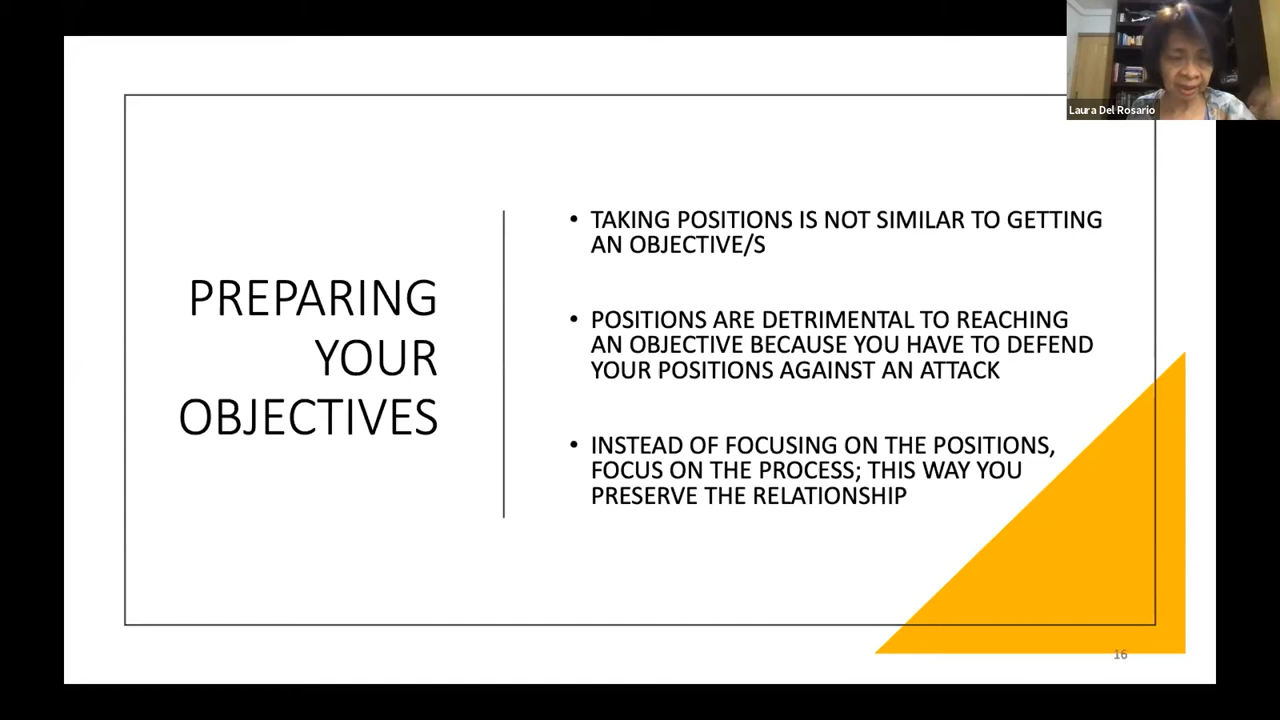 Laura Del Rosario
PREPARING
YOUR
OBJECTIVES
• TAKING POSITIONS IS NOT SIMILAR TO GETTING
AN OBJECTIVE/S
• POSITIONS ARE DETRIMENTAL TO REACHING
AN OBJECTIVE BECAUSE YOU HAVE TO DEFEND
YOUR POSITIONS AGAINST AN ATTACK
• INSTEAD OF FOCUSING ON THE POSITIONS,
FOCUS ON THE PROCESS; THIS WAY YOU
PRESERVE THE RELATIONSHIP
16